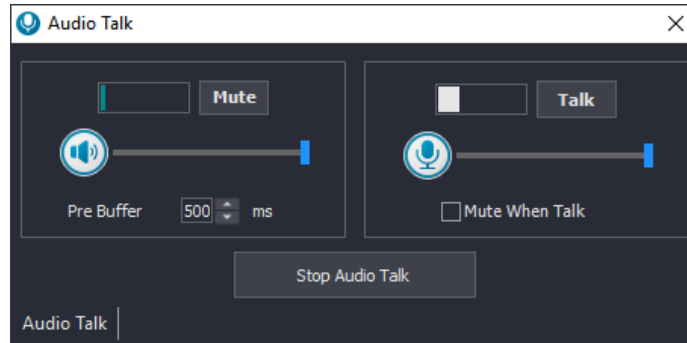 Audio Talk
Mute
Talk
Pre Buffer 500 ms
Mute When Talk
Stop Audio Talk
Audio Talk